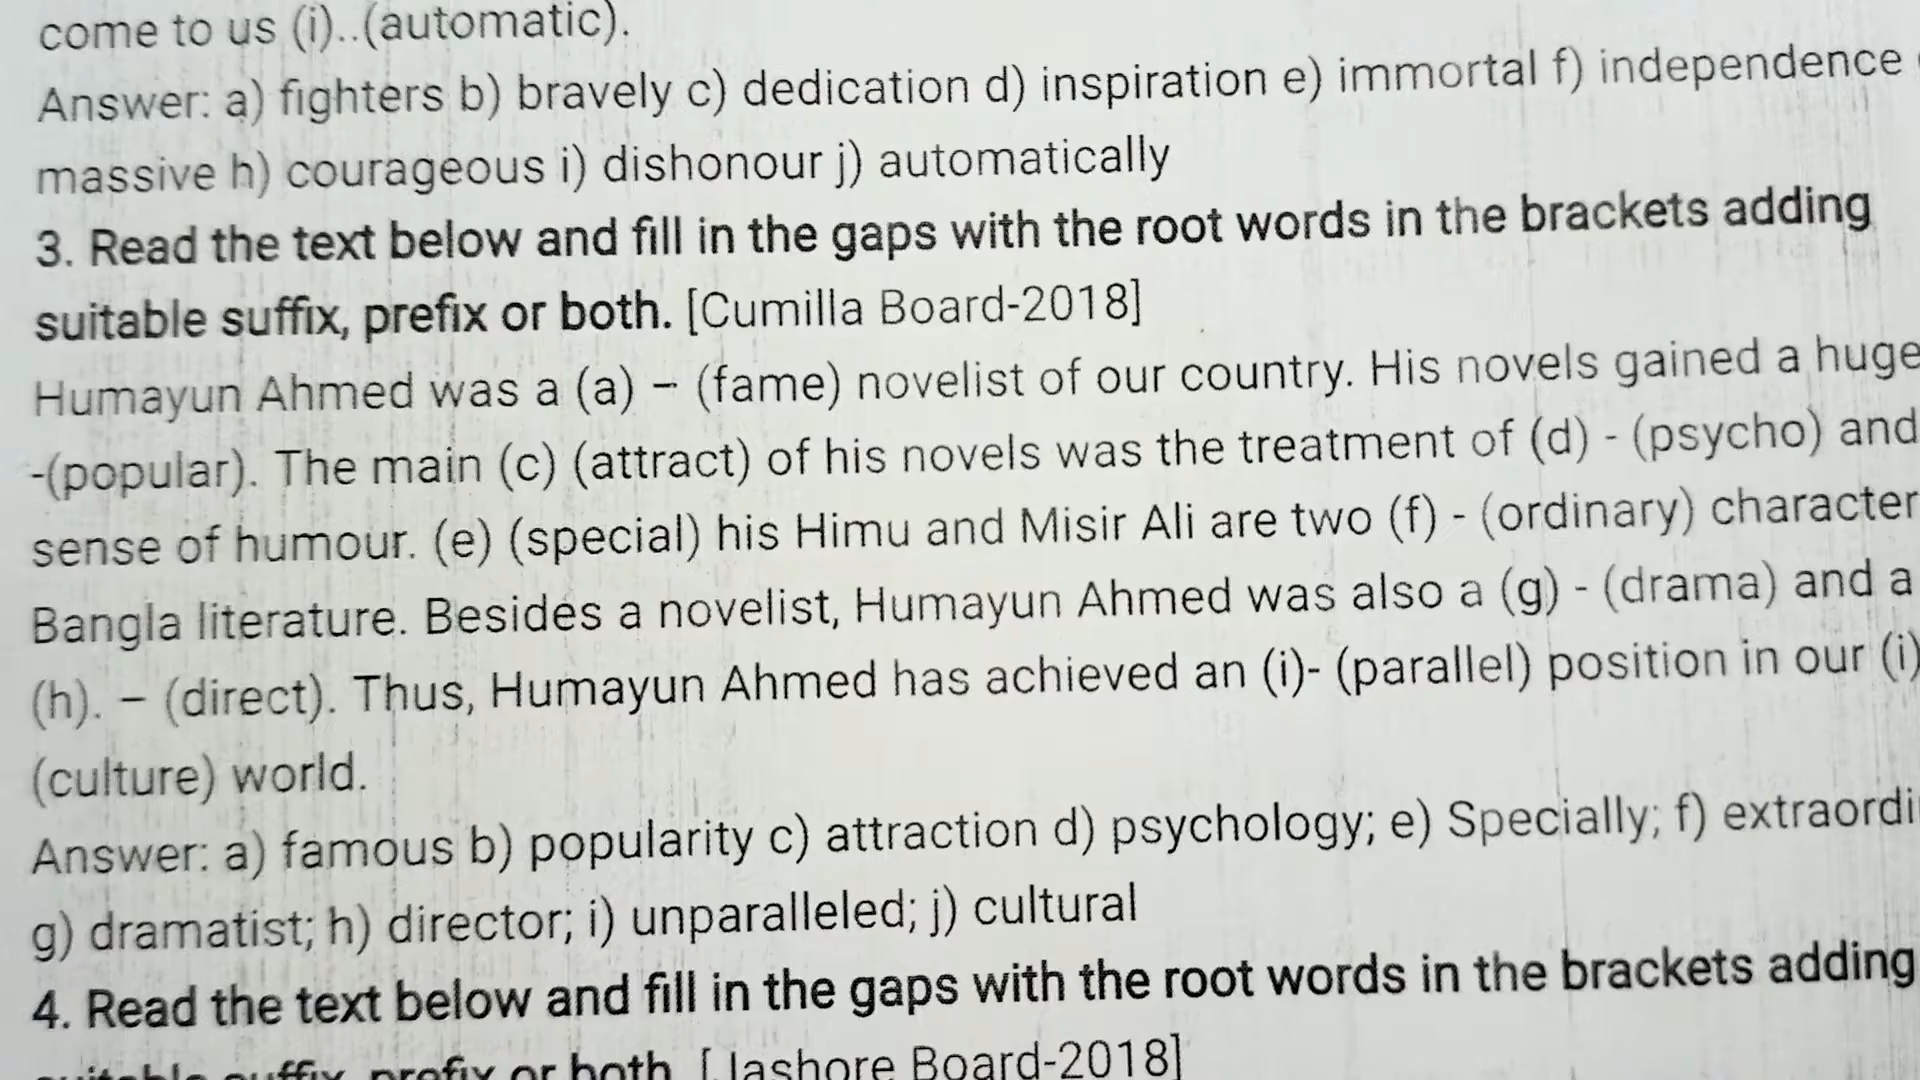 come to us (i)..(automatic).
Answer: a) fighters b) bravely c) dedication d) inspiration e) immortal f) independence
massive h) courageous i) dishonour j) automatically
3. Read the text below and fill in the gaps with the root words in the brackets adding
suitable suffix, prefix or both. [Cumilla Board-2018]
Humayun Ahmed was a (a) – (fame) novelist of our country. His novels gained a huge
-(popular). The main (c) (attract) of his novels was the treatment of (d) - (psycho) and
sense of humour. (e) (special) his Himu and Misir Ali are two (f) - (ordinary) character
Bangla literature. Besides a novelist, Humayun Ahmed was also a (g) - (drama) and a
(h). – (direct). Thus, Humayun Ahmed has achieved an (i)- (parallel) position in our (i)
(culture) world.
Answer: a) famous b) popularity c) attraction d) psychology; e) Specially; f) extraordi
g) dramatist; h) director; i) unparalleled; j) cultural
4. Read the text below and fill in the gaps with the root words in the brackets adding
suitable suffix, prefix or both. [Jashore Board-2018]